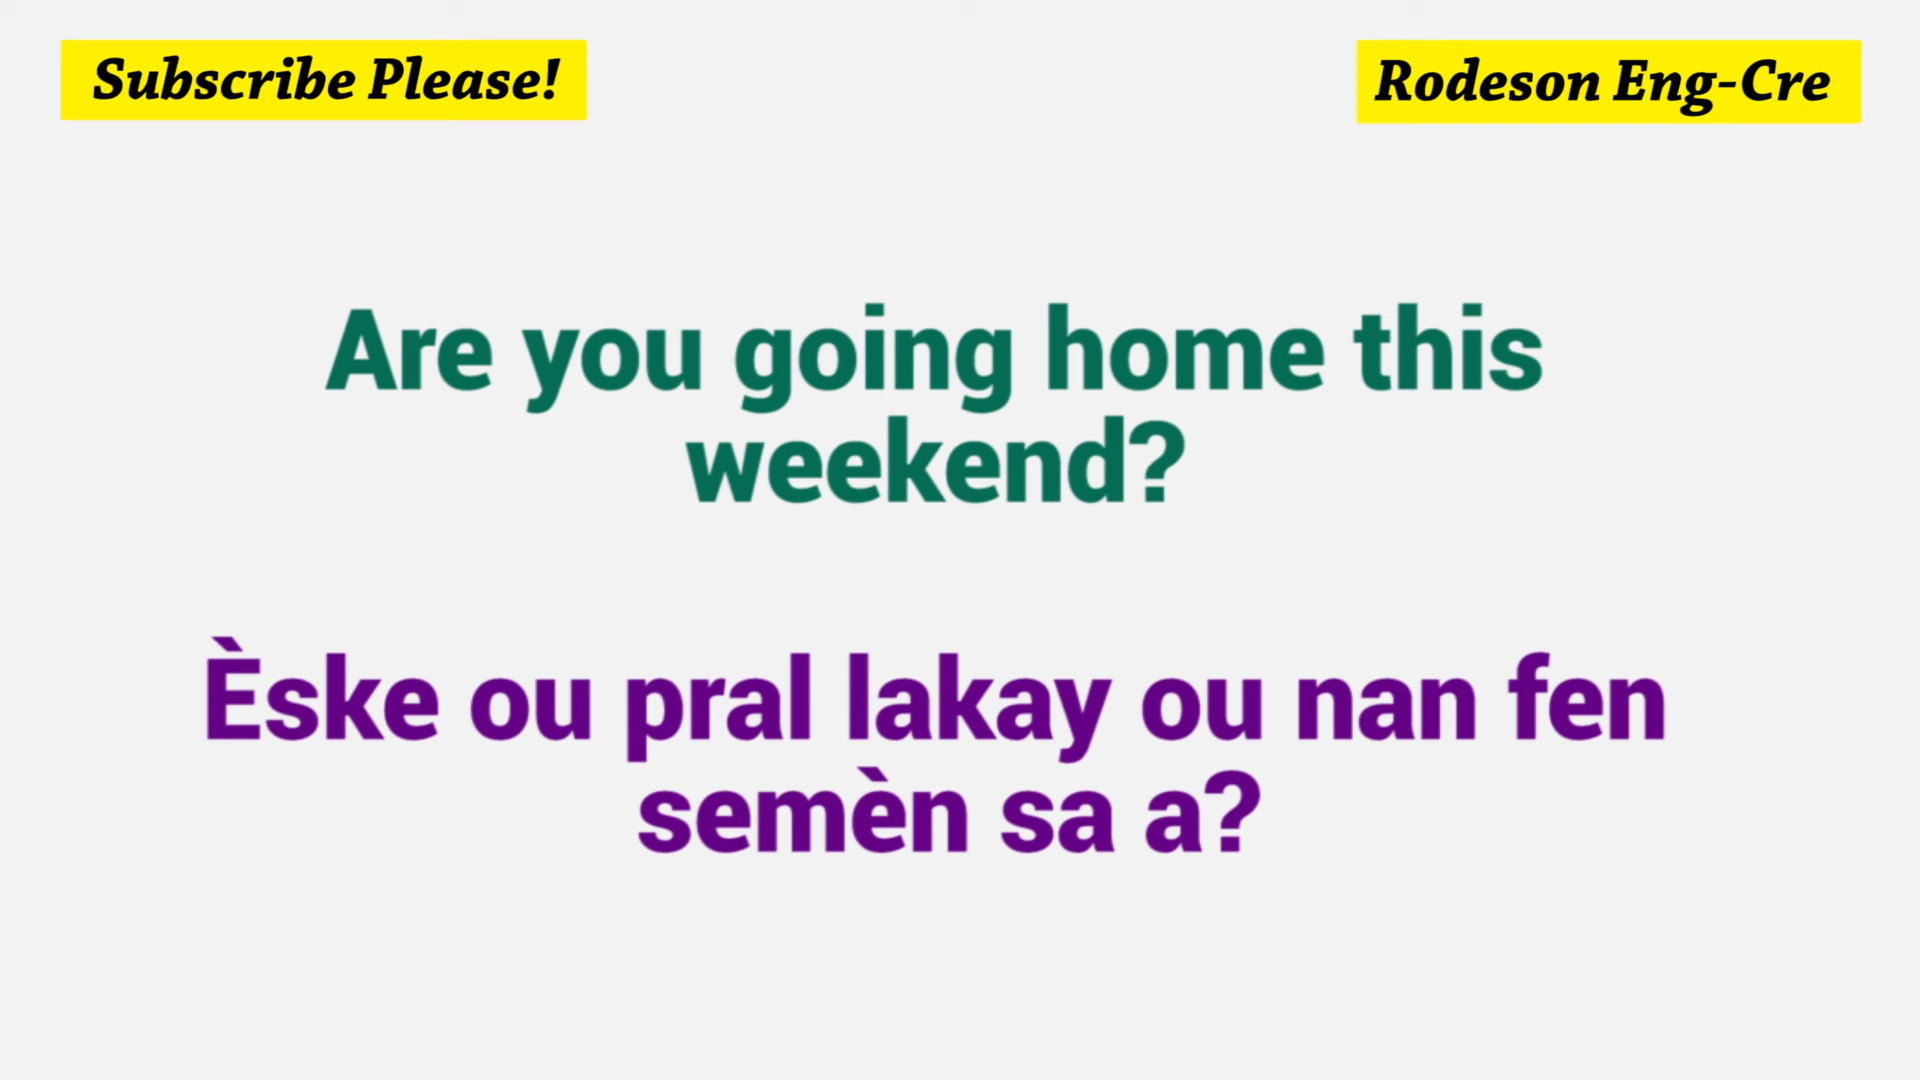 Subscribe Please!
Rodeson Eng-Cre
Are you going home this
weekend?
Èske ou pral lakay ou nan fen
semèn sa a?